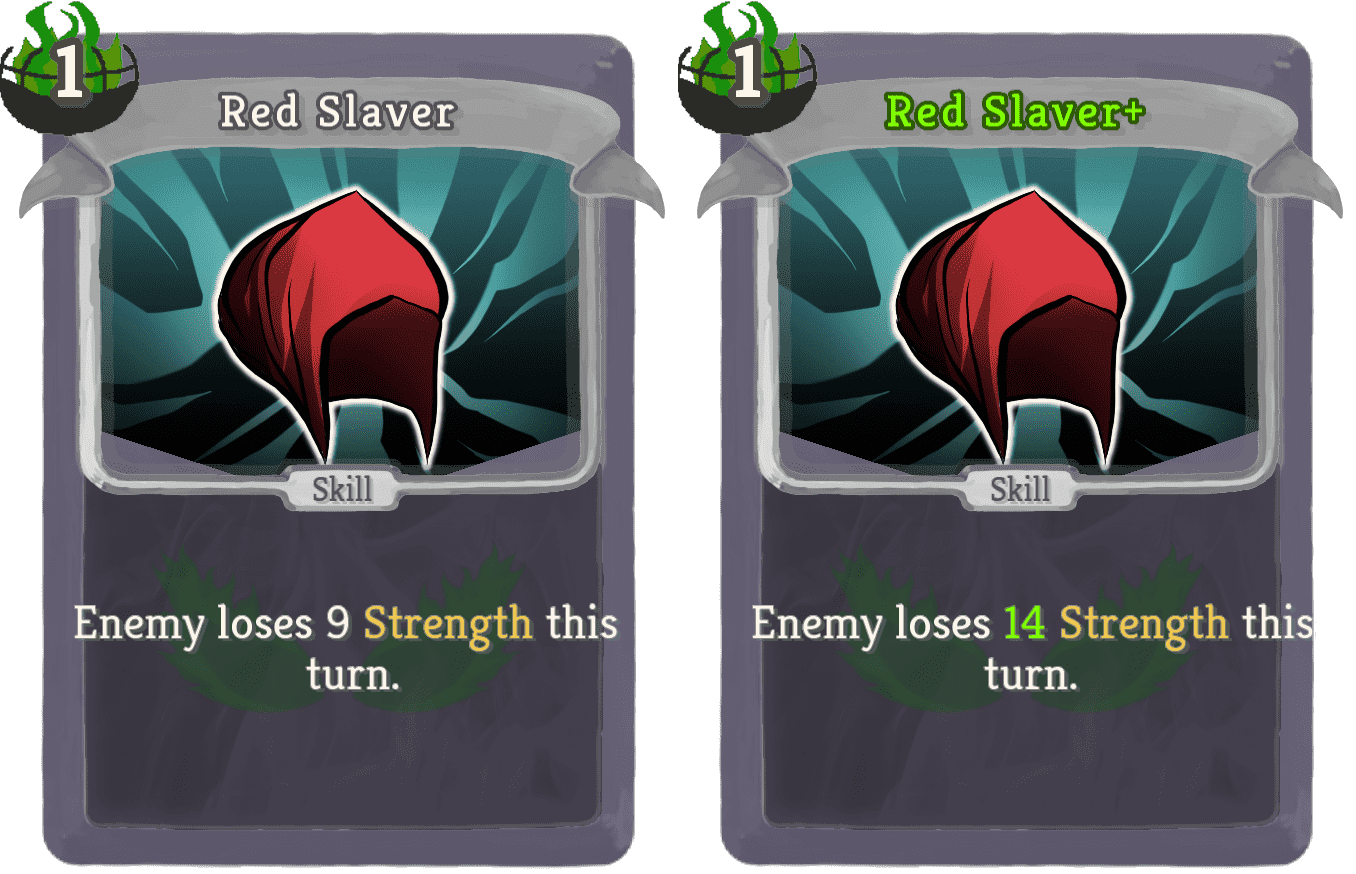 1
Red Slaver
Skill
Enemy loses 9 Strength this
turn.
1
Red Slaver+
Skill
Enemy loses 14 Strength this
turn.